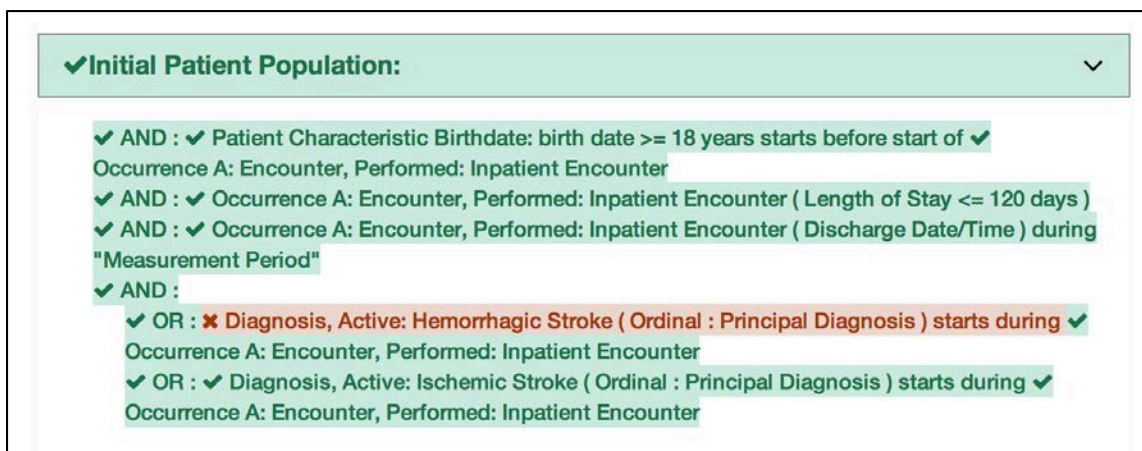 ✔Initial Patient Population:
✔ AND : ✔ Patient Characteristic Birthdate: birth date >= 18 years starts before start of ✔
Occurrence A: Encounter, Performed: Inpatient Encounter
✔ AND : ✔ Occurrence A: Encounter, Performed: Inpatient Encounter ( Length of Stay <= 120 days )
✔ AND : ✔ Occurrence A: Encounter, Performed: Inpatient Encounter ( Discharge Date/Time ) during
"Measurement Period"
✔ AND :
✔ OR : ✖ Diagnosis, Active: Hemorrhagic Stroke ( Ordinal : Principal Diagnosis ) starts during ✔
Occurrence A: Encounter, Performed: Inpatient Encounter
✔ OR : ✔ Diagnosis, Active: Ischemic Stroke ( Ordinal : Principal Diagnosis ) starts during ✔
Occurrence A: Encounter, Performed: Inpatient Encounter